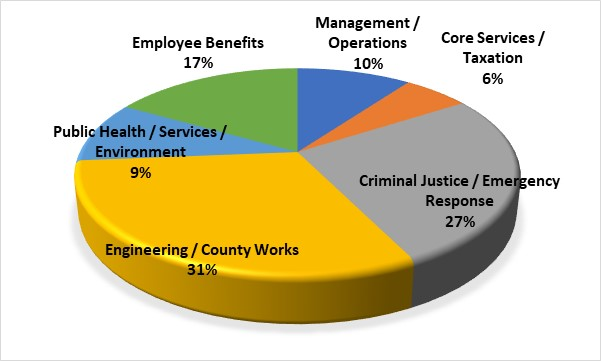 Management /
Operations
10%
Core Services /
Taxation
6%
Criminal Justice / Emergency
Response
27%
Engineering / County Works
31%
Public Health / Services /
Environment
9%
Employee Benefits
17%